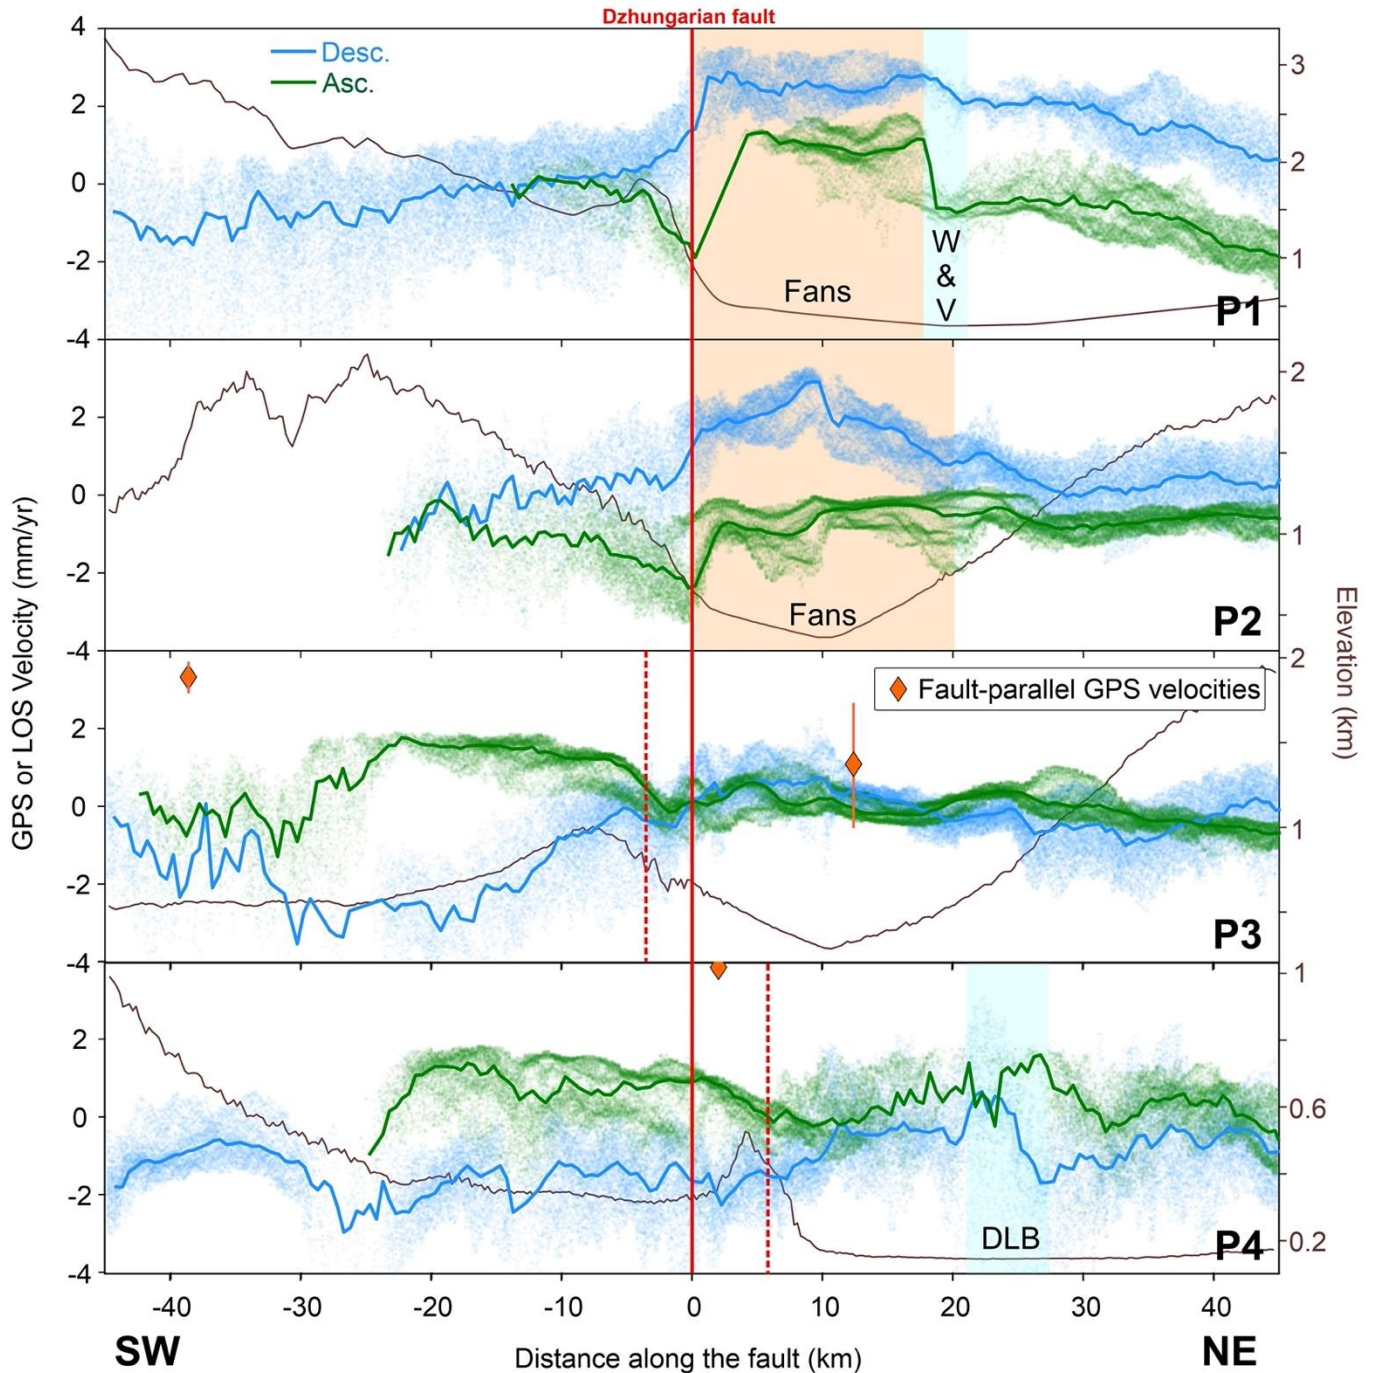 Dzhungarian fault
4
2
0
-2
-4
Desc.
Asc.
Fans
W
&
V
P1
3
2
1
2
0
-2
-4
Fans
P2
2
1
2
0
-2
-4
Fault-parallel GPS velocities
P3
2
1
2
0
-2
-4
DLB
P4
1
0.6
0.2
GPS or LOS Velocity (mm/yr)
Elevation (km)
-40 -30 -20 -10 0 10 20 30 40
SW
Distance along the fault (km)
NE